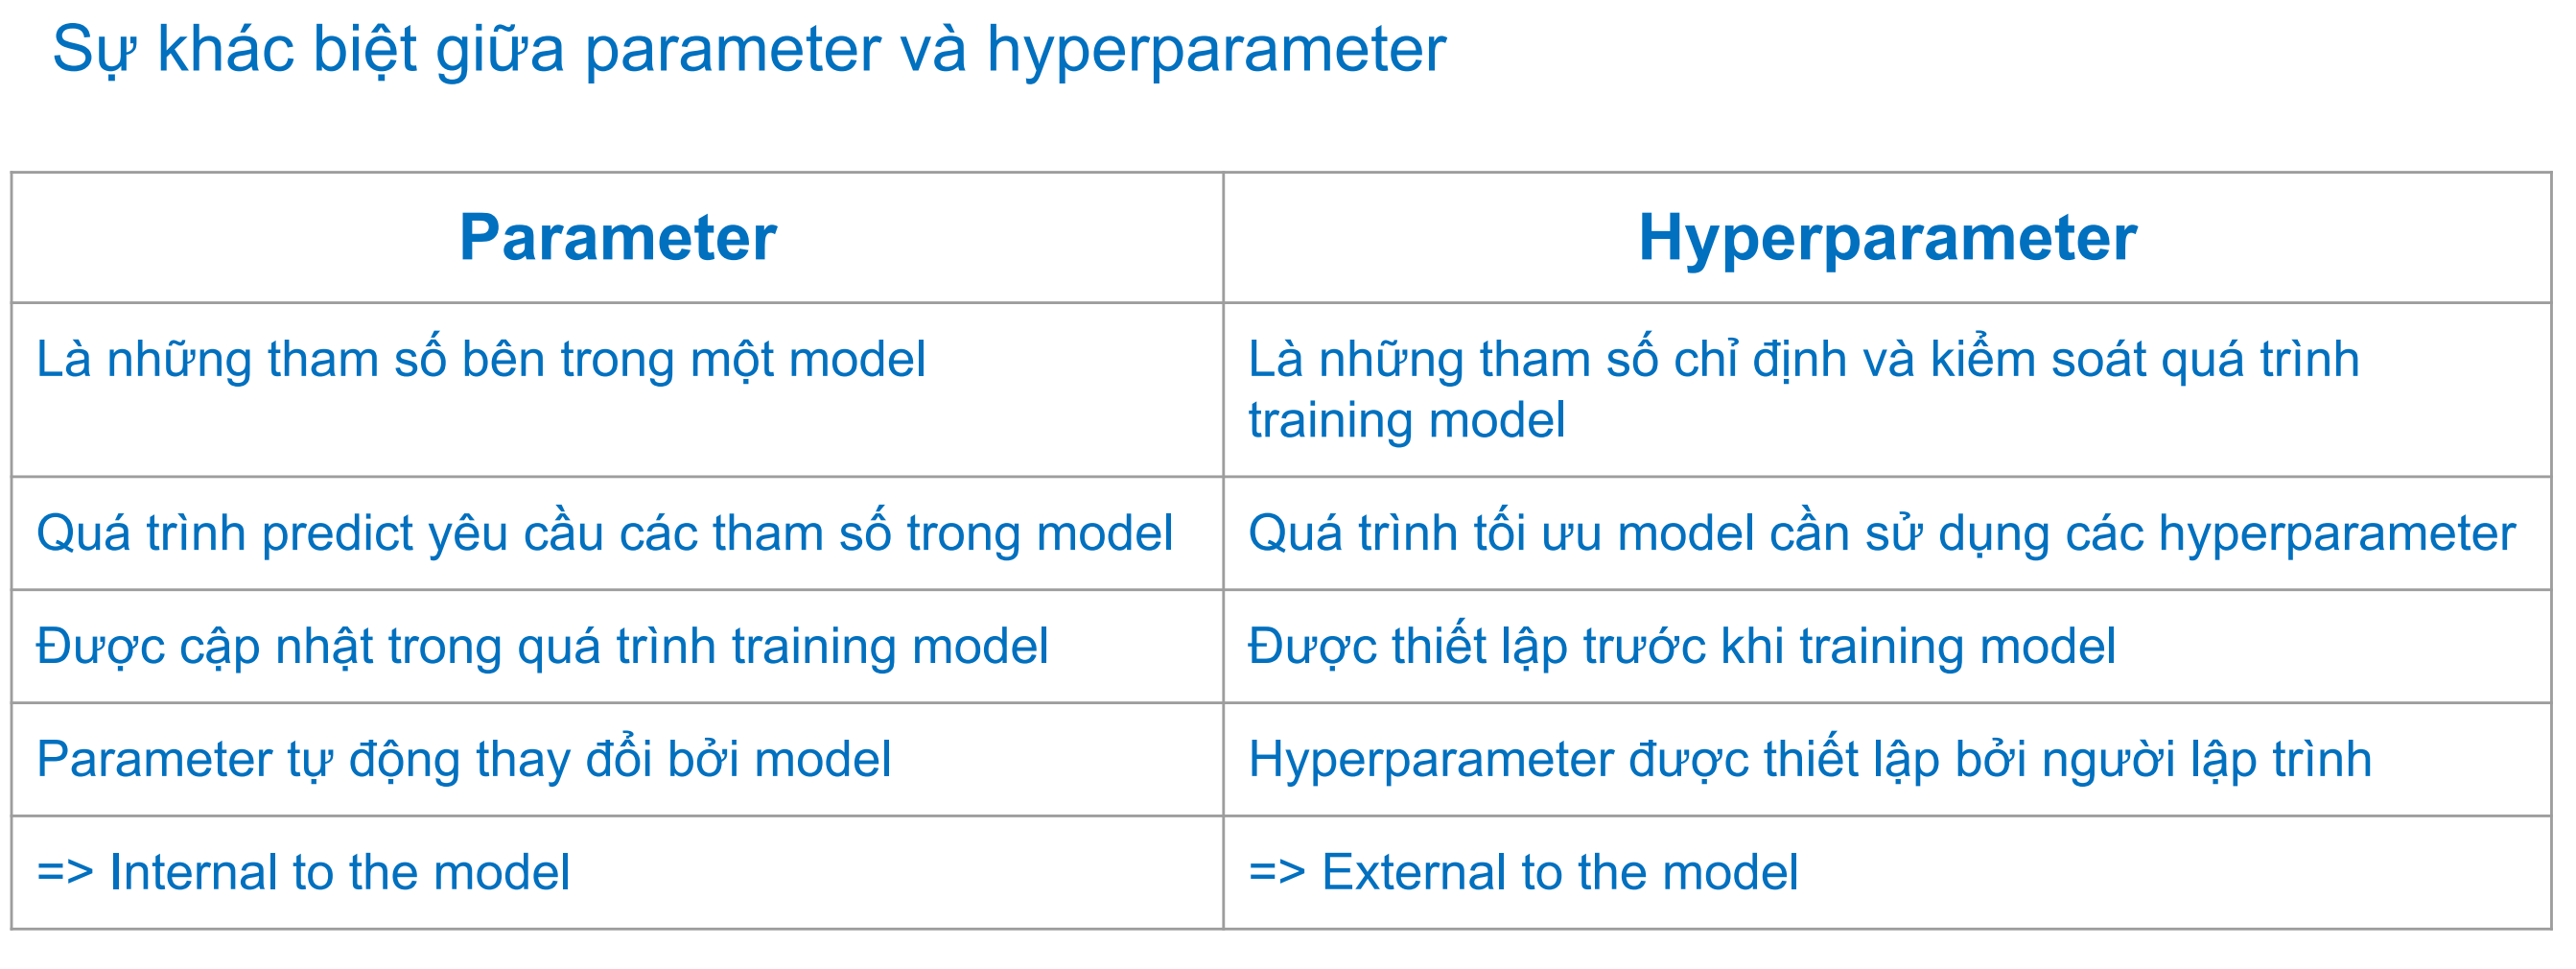 Sự khác biệt giữa parameter và hyperparameter
Parameter
Hyperparameter
Là những tham số bên trong một model
Là những tham số chỉ định và kiểm soát quá trình
training model
Quá trình predict yêu cầu các tham số trong model
Quá trình tối ưu model cần sử dụng các hyperparameter
Được cập nhật trong quá trình training model
Được thiết lập trước khi training model
Parameter tự động thay đổi bởi model
Hyperparameter được thiết lập bởi người lập trình
=> Internal to the model
=> External to the model